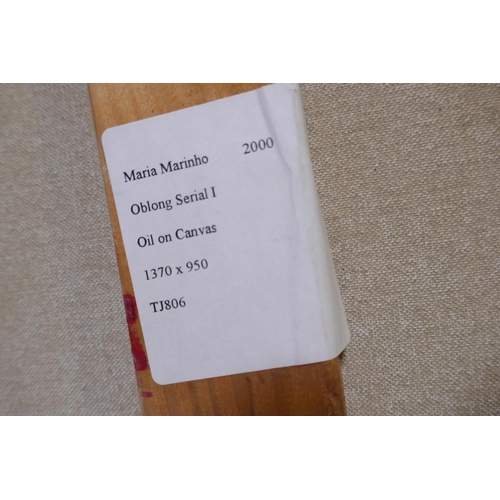 Maria Marinho 2000
Oblong Serial I
Oil on Canvas
1370 x 950
TJ806